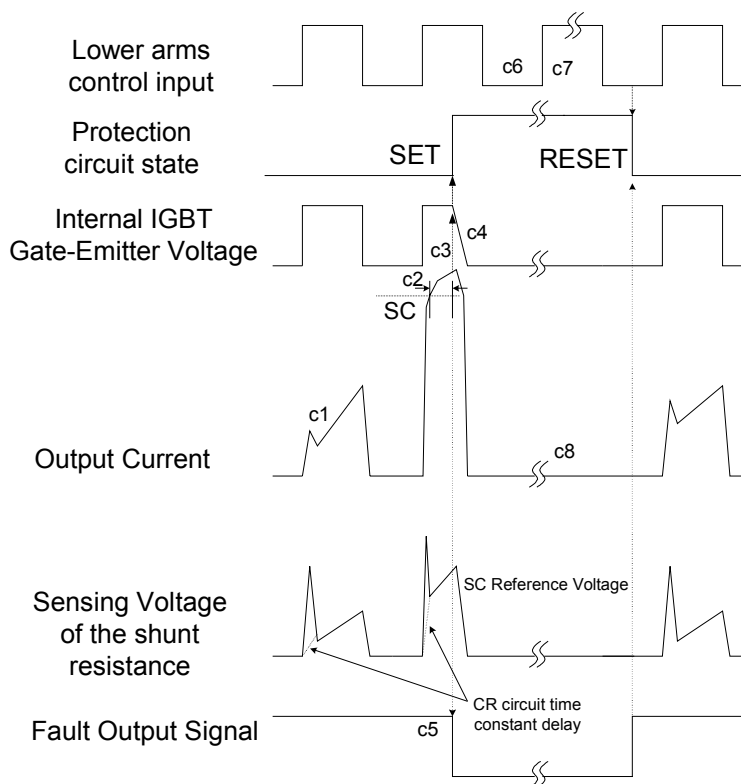 Lower arms
control input
c6
c7
Protection
circuit state
SET
RESET
Internal IGBT
Gate-Emitter Voltage
c3
c4
c2
SC
c1
Output Current
c8
SC Reference Voltage
Sensing Voltage
of the shunt
resistance
CR circuit time
constant delay
Fault Output Signal
c5